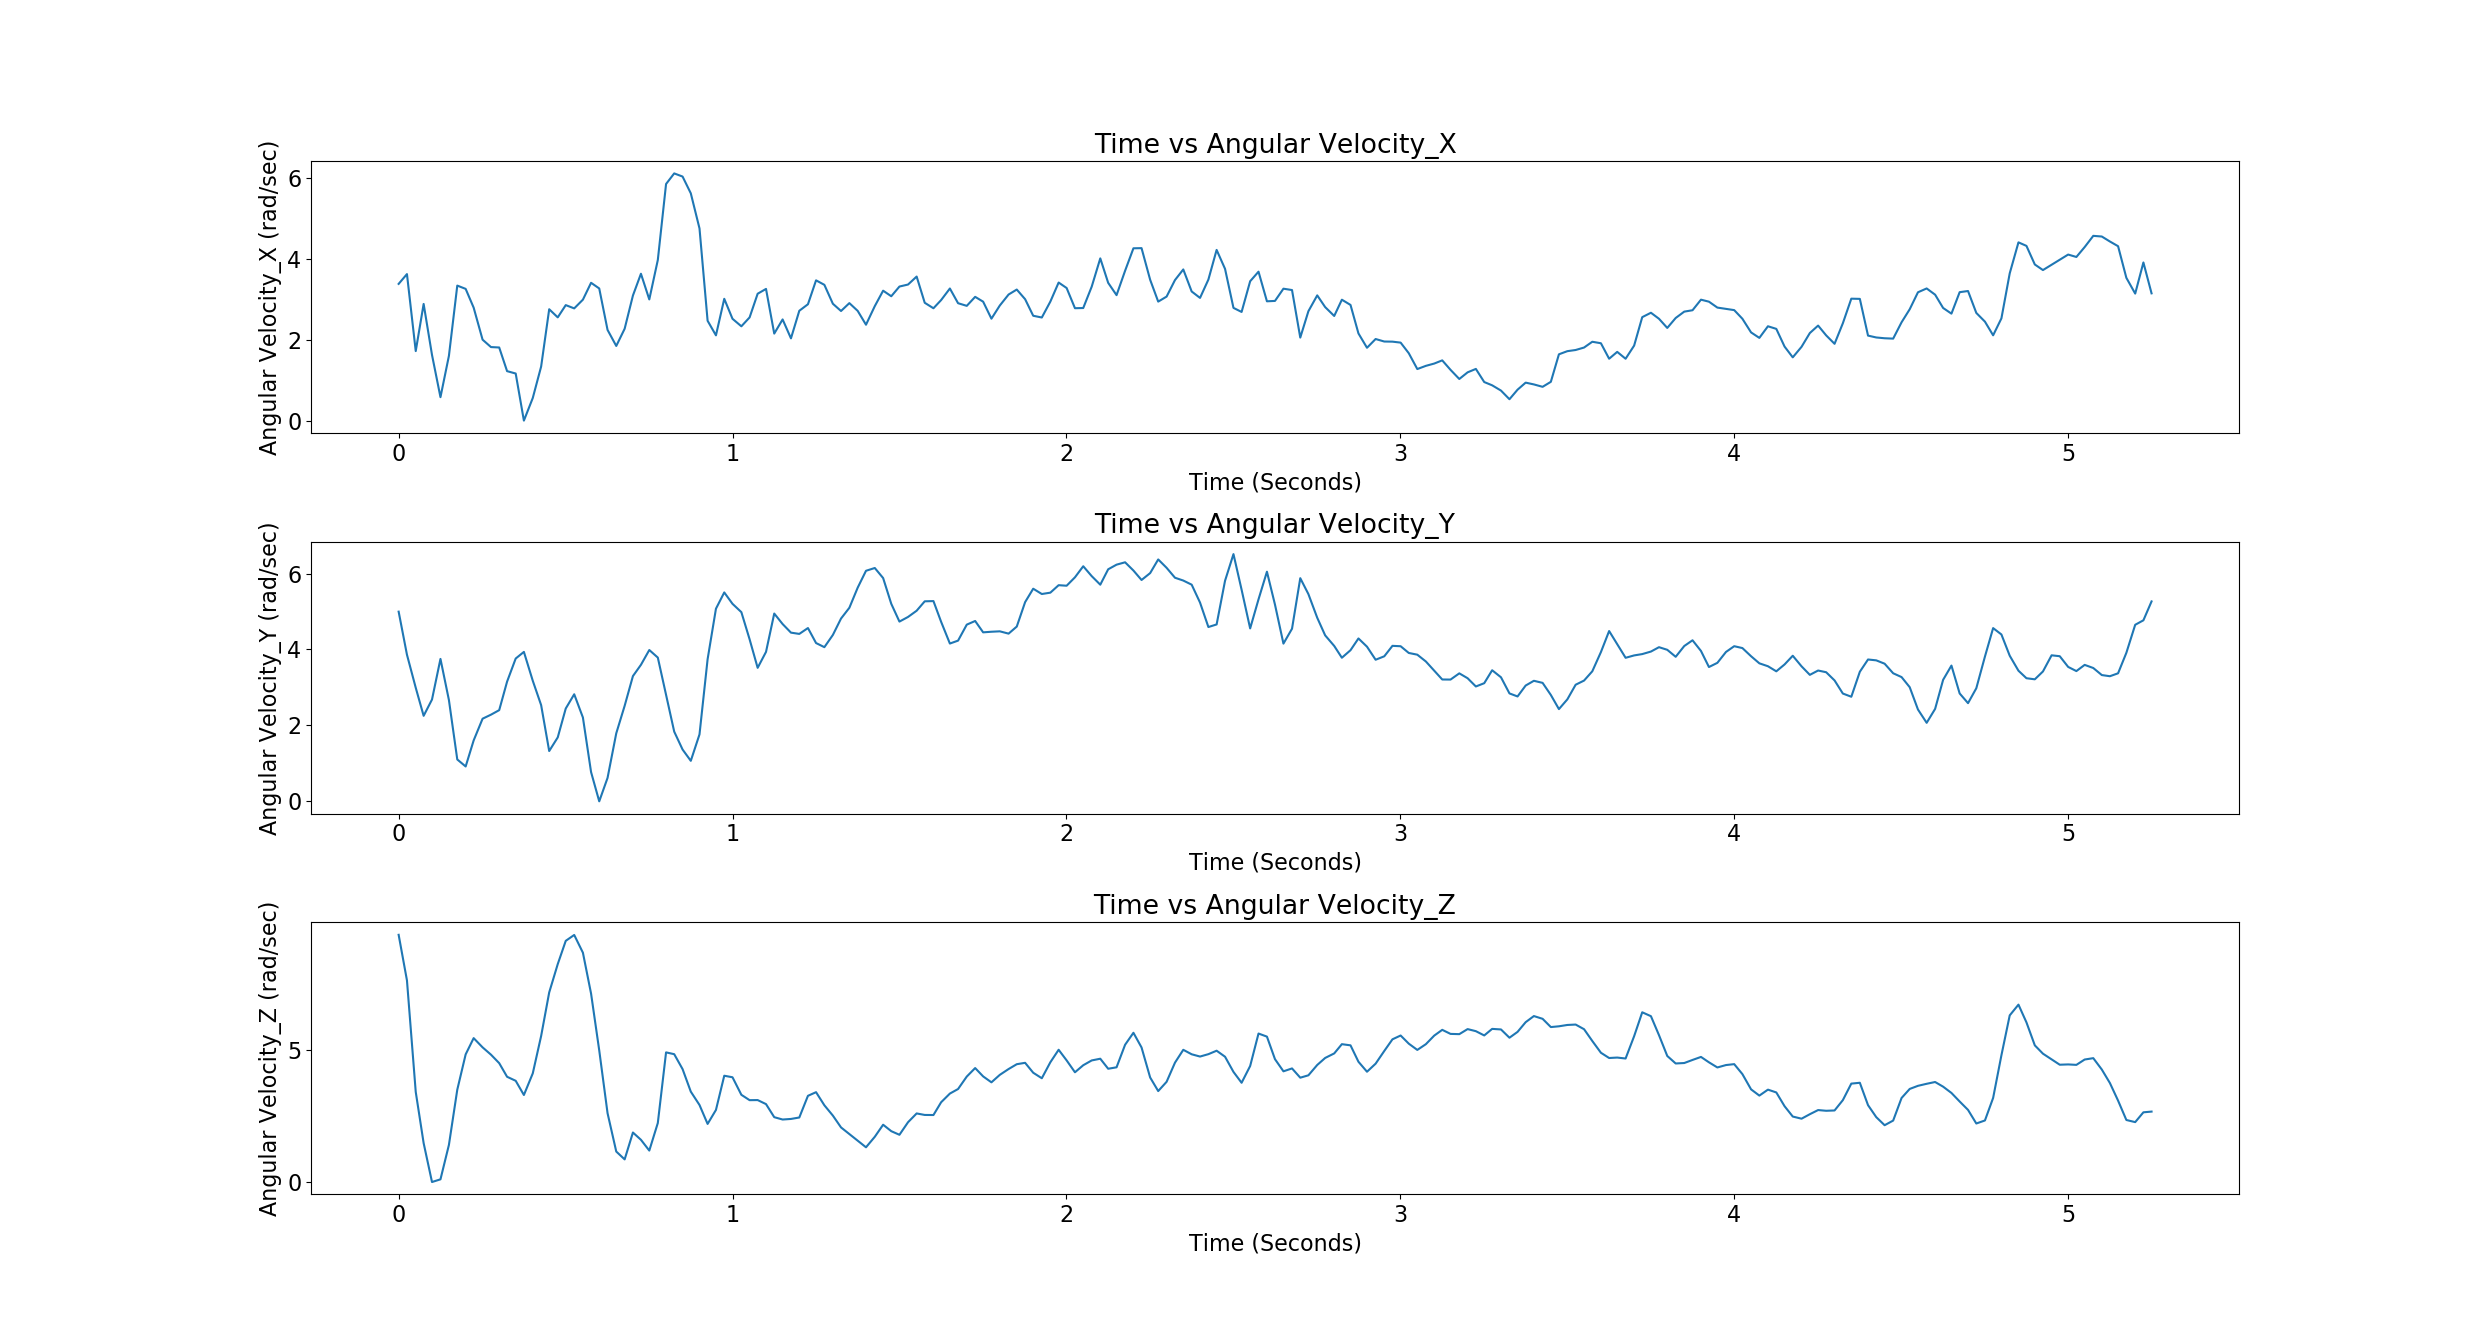 Time vs Angular Velocity_X
Angular Velocity_X (rad/sec)
6
4
2
0
0 1 2 3 4 5
Time (Seconds)
Time vs Angular Velocity_Y
Angular Velocity_Y (rad/sec)
6
4
2
0
0 1 2 3 4 5
Time (Seconds)
Time vs Angular Velocity_Z
Angular Velocity_Z (rad/sec)
5
0
0 1 2 3 4 5
Time (Seconds)